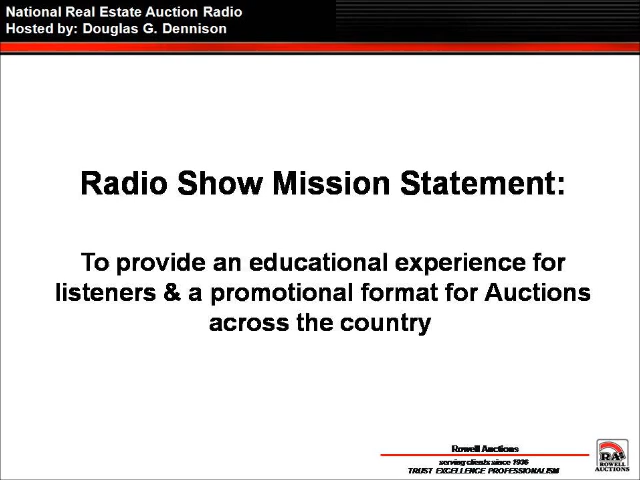 National Real Estate Auction Radio
Hosted by: Douglas G. Dennison
Radio Show Mission Statement:
To provide an educational experience for
listeners & a promotional format for Auctions
across the country
Rowell Auctions
serving clients since 1936
TRUST EXCELLENCE PROFESSIONALISM
RA
ROWELL
AUCTIONS